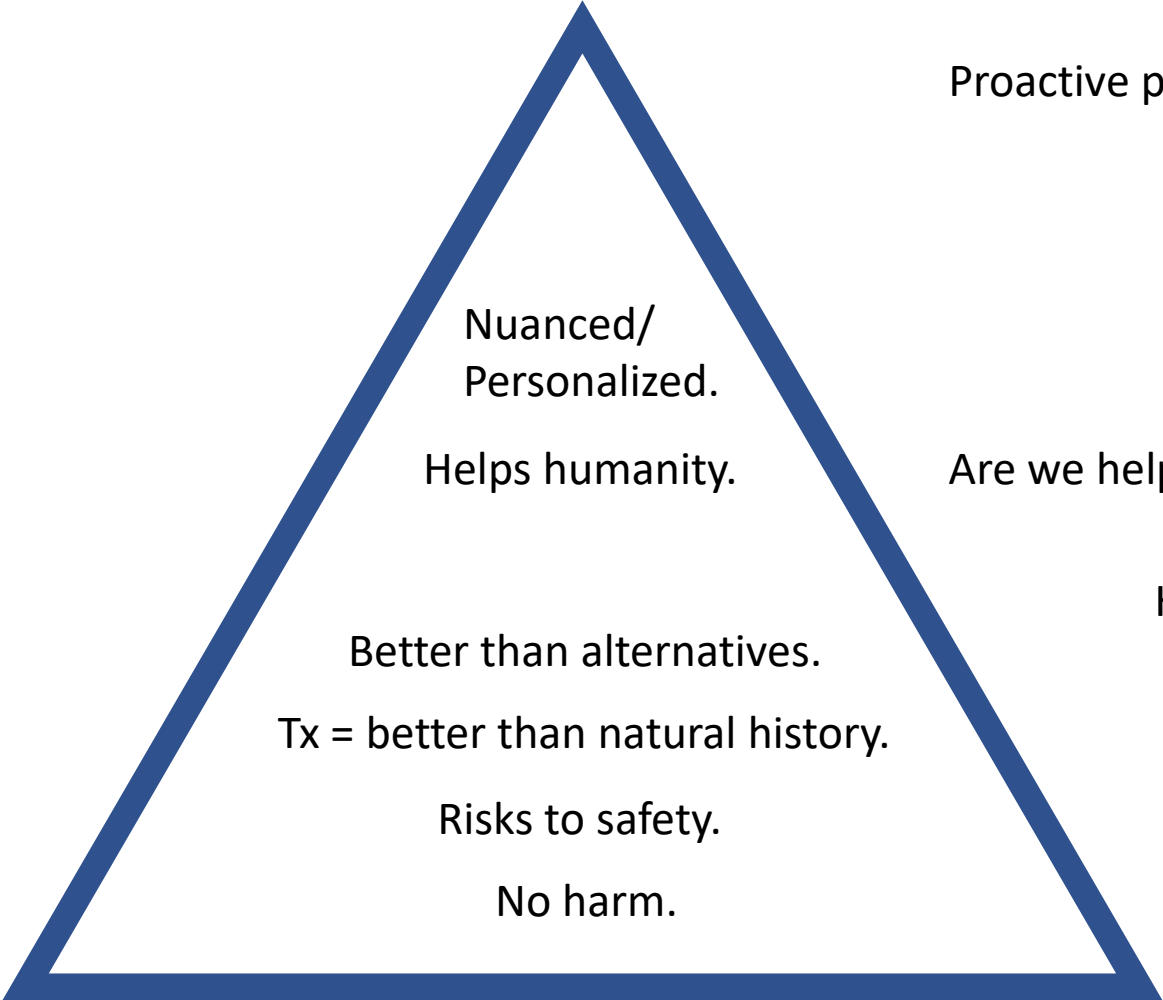 Proactive
Nuanced/
Personalized.
Helps humanity.
Are we
Better than alternatives.
Tx = better than natural history.
Risks to safety.
No harm.